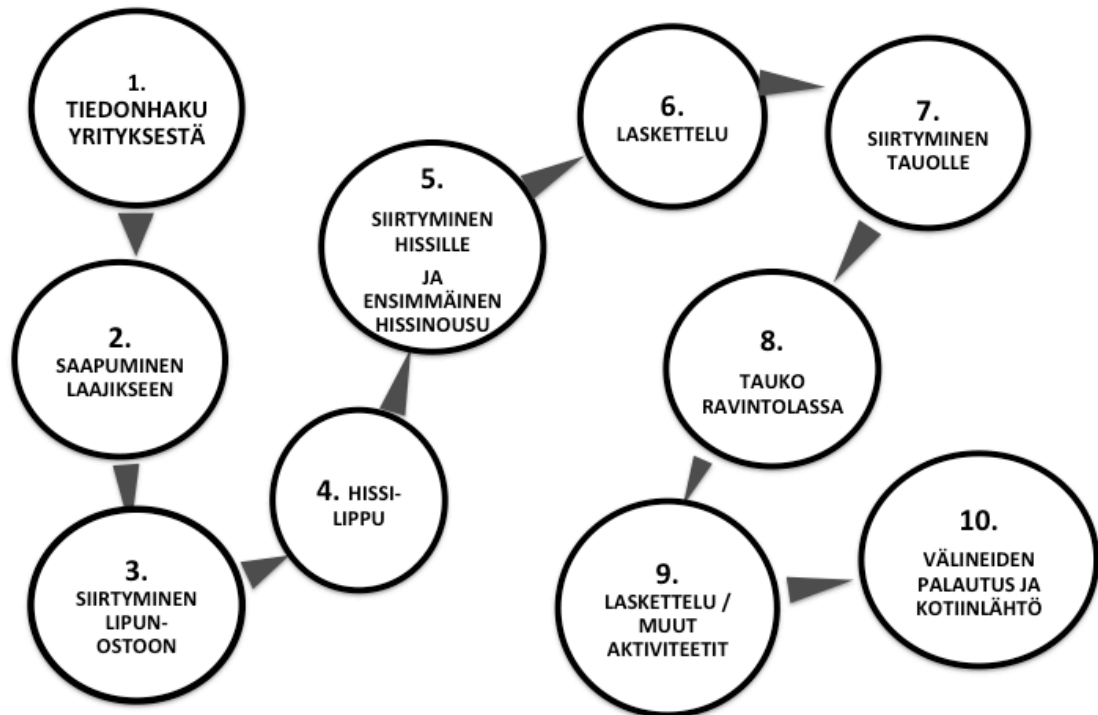 1.
TIEDONHAKU
YRITYKSESTÄ
2.
SAAPUMINEN
LAAJIKSEEN
3.
SIIRTYMINEN
LIPUN-
OSTOON
4. HISSI-
LIPPU
5.
SIIRTYMINEN
HISSILLE
JA
ENSIMMÄINEN
HISSINOUSU
6.
LASKETTELU
7.
SIIRTYMINEN
TAUOLLE
8.
TAUKO
RAVINTOLASSA
9.
LASKETTELU /
MUUT
AKTIVITEETIT
10.
VÄLINEIDEN
PALAUTUS JA
KOTIINLÄHTÖ